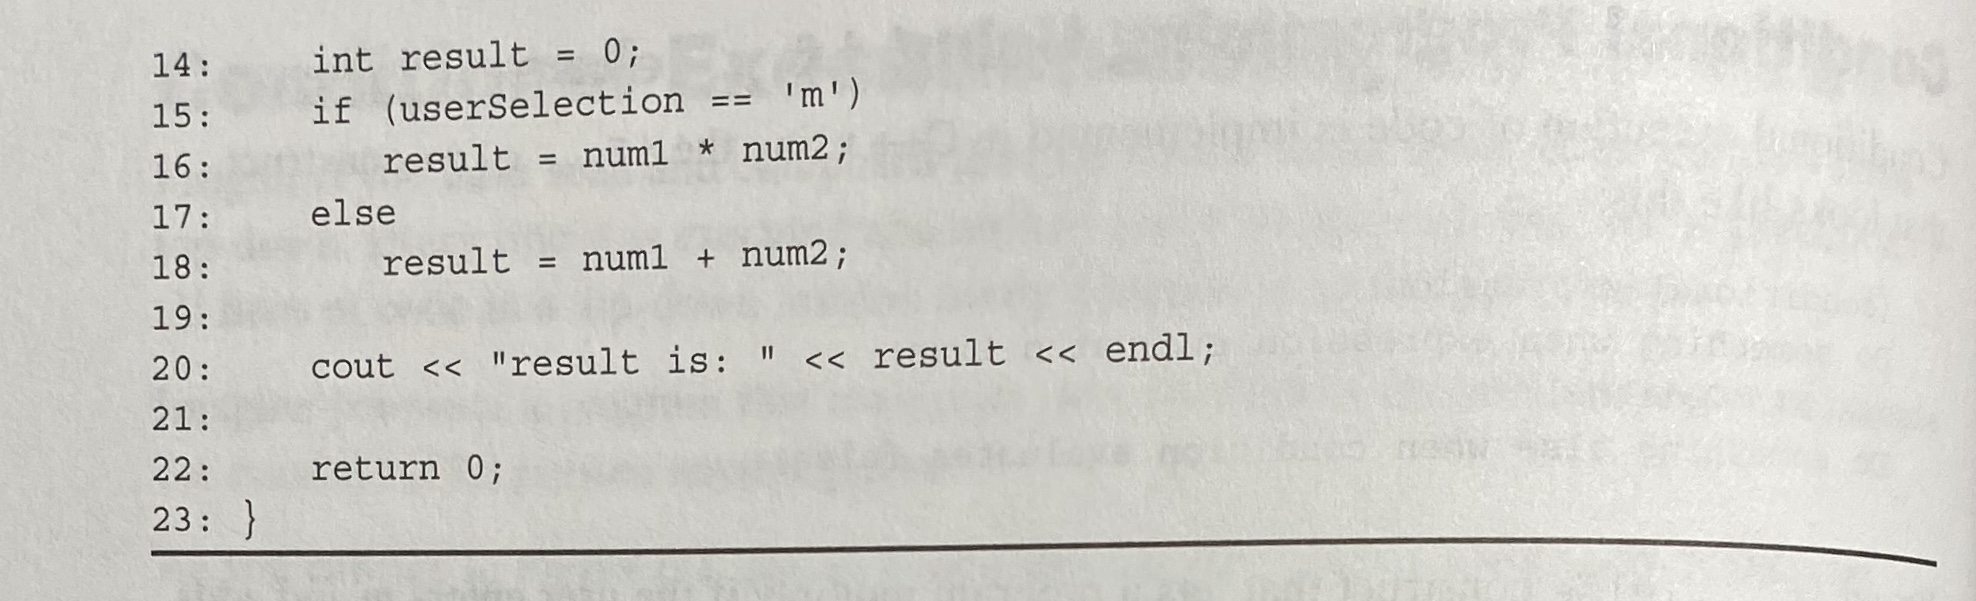 14:    int result = 0;
15:    if (userSelection == 'm')
16:       result = num1 * num2;
17:    else
18:       result = num1 + num2;
19:
20:    cout << "result is: " << result << endl;
21:
22:    return 0;
23: }